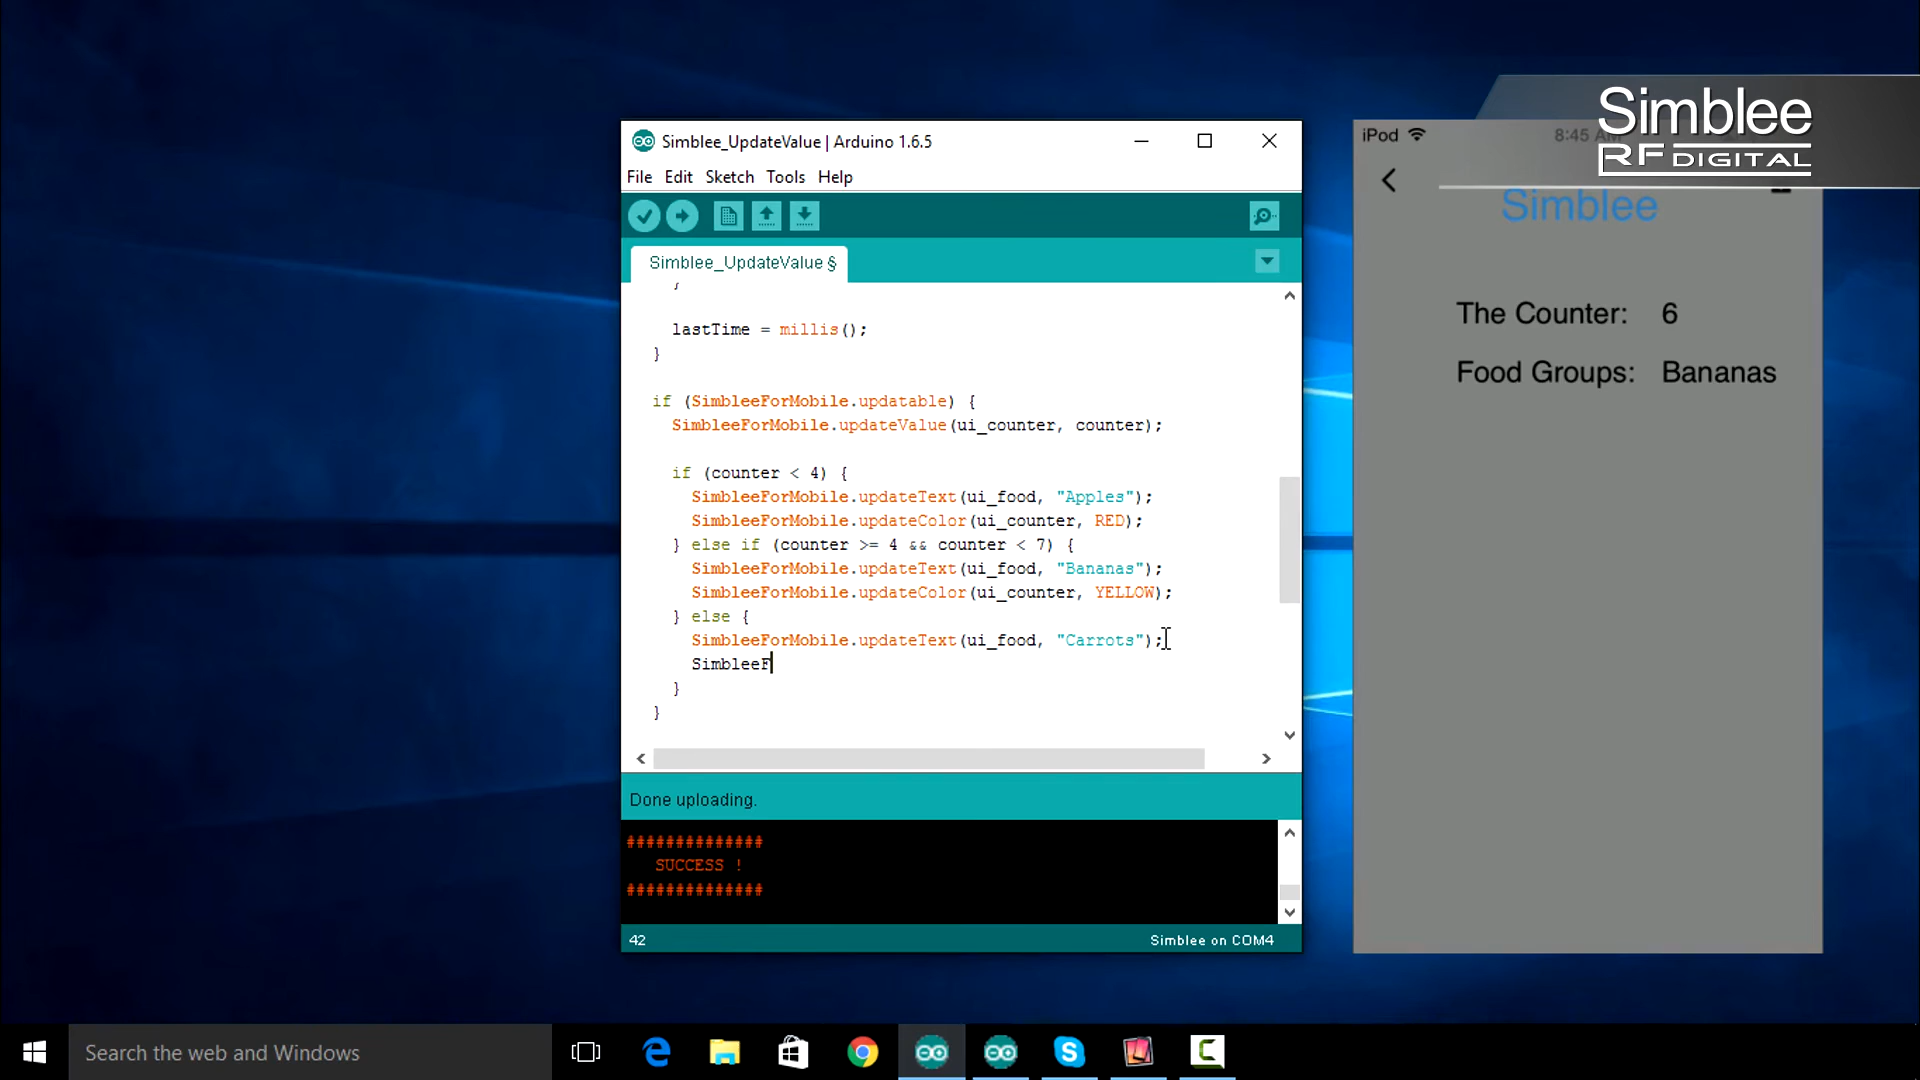 Simblee
RF DIGITAL
Simblee_UpdateValue | Arduino 1.6.5
File Edit Sketch Tools Help
Simblee_UpdateValue §
}
lastTime = millis();
}
if (SimbleeForMobile.updatable) {
SimbleeForMobile.updateValue(ui_counter, counter);
if (counter < 4) {
SimbleeForMobile.updateText(ui_food, "Apples");
SimbleeForMobile.updateColor(ui_counter, RED);
} else if (counter >= 4 && counter < 7) {
SimbleeForMobile.updateText(ui_food, "Bananas");
SimbleeForMobile.updateColor(ui_counter, YELLOW);
} else {
SimbleeForMobile.updateText(ui_food, "Carrots");
SimbleeF
}
}
Done uploading.
##############
SUCCESS !
##############
42
Simblee on COM4
iPod
8:45 AM
Simblee
The Counter: 6
Food Groups: Bananas
Search the web and Windows